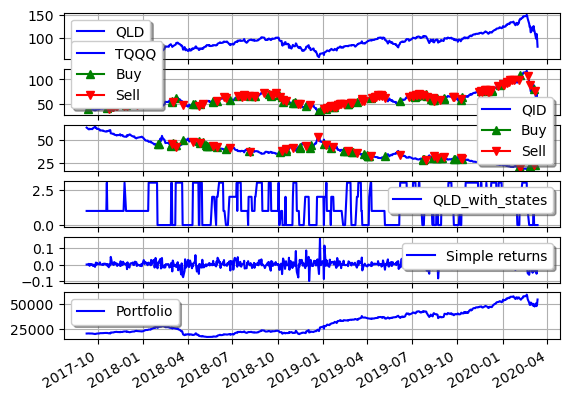 150
100
QLD
TQQQ
Buy
Sell
100
50
QID
Buy
Sell
50
25
2.5
0.0
QLD_with_states
0.1
0.0
−0.1
Simple returns
50000
25000
Portfolio
2017-10 2018-01 2018-04 2018-07 2018-10 2019-01 2019-04 2019-07 2019-10 2020-01 2020-04